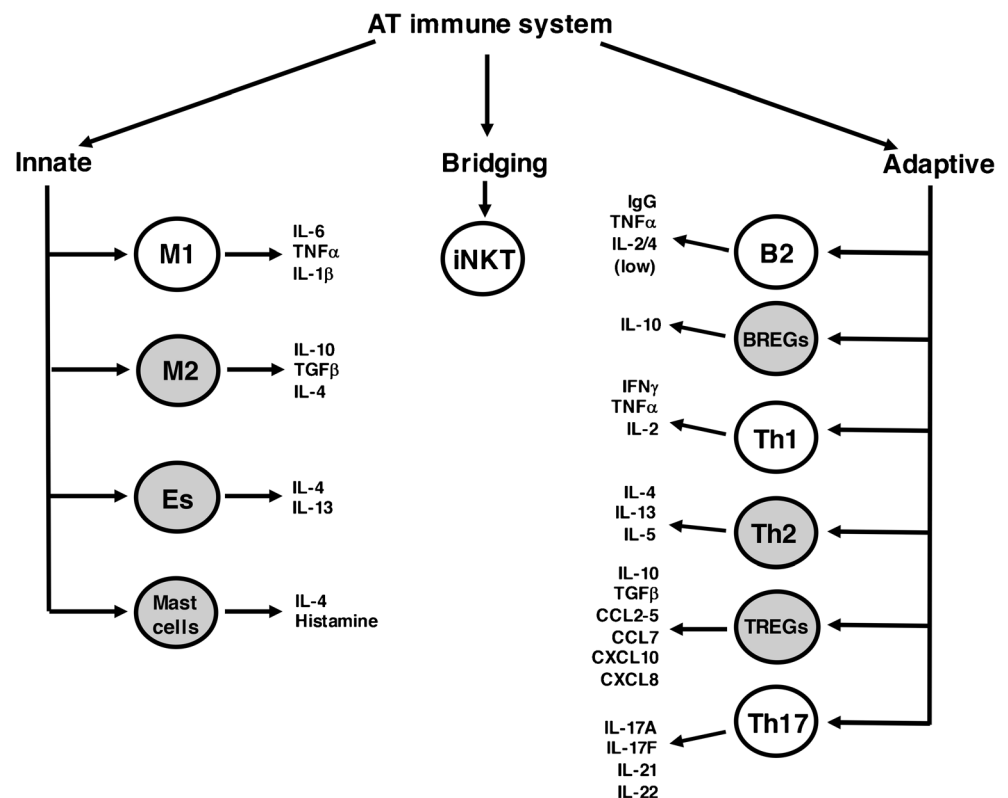 AT immune system
Innate
Bridging
Adaptive
M1
IL-6
TNFα
IL-1β
M2
IL-10
TGFβ
IL-4
Es
IL-4
IL-13
Mast
cells
IL-4
Histamine
iNKT
IgG
TNFα
IL-2/4
(low)
B2
IL-10
BREGs
IFNγ
TNFα
IL-2
Th1
IL-4
IL-13
IL-5
Th2
IL-10
TGFβ
CCL2-5
CCL7
CXCL10
CXCL8
TREGs
IL-17A
IL-17F
IL-21
IL-22
Th17